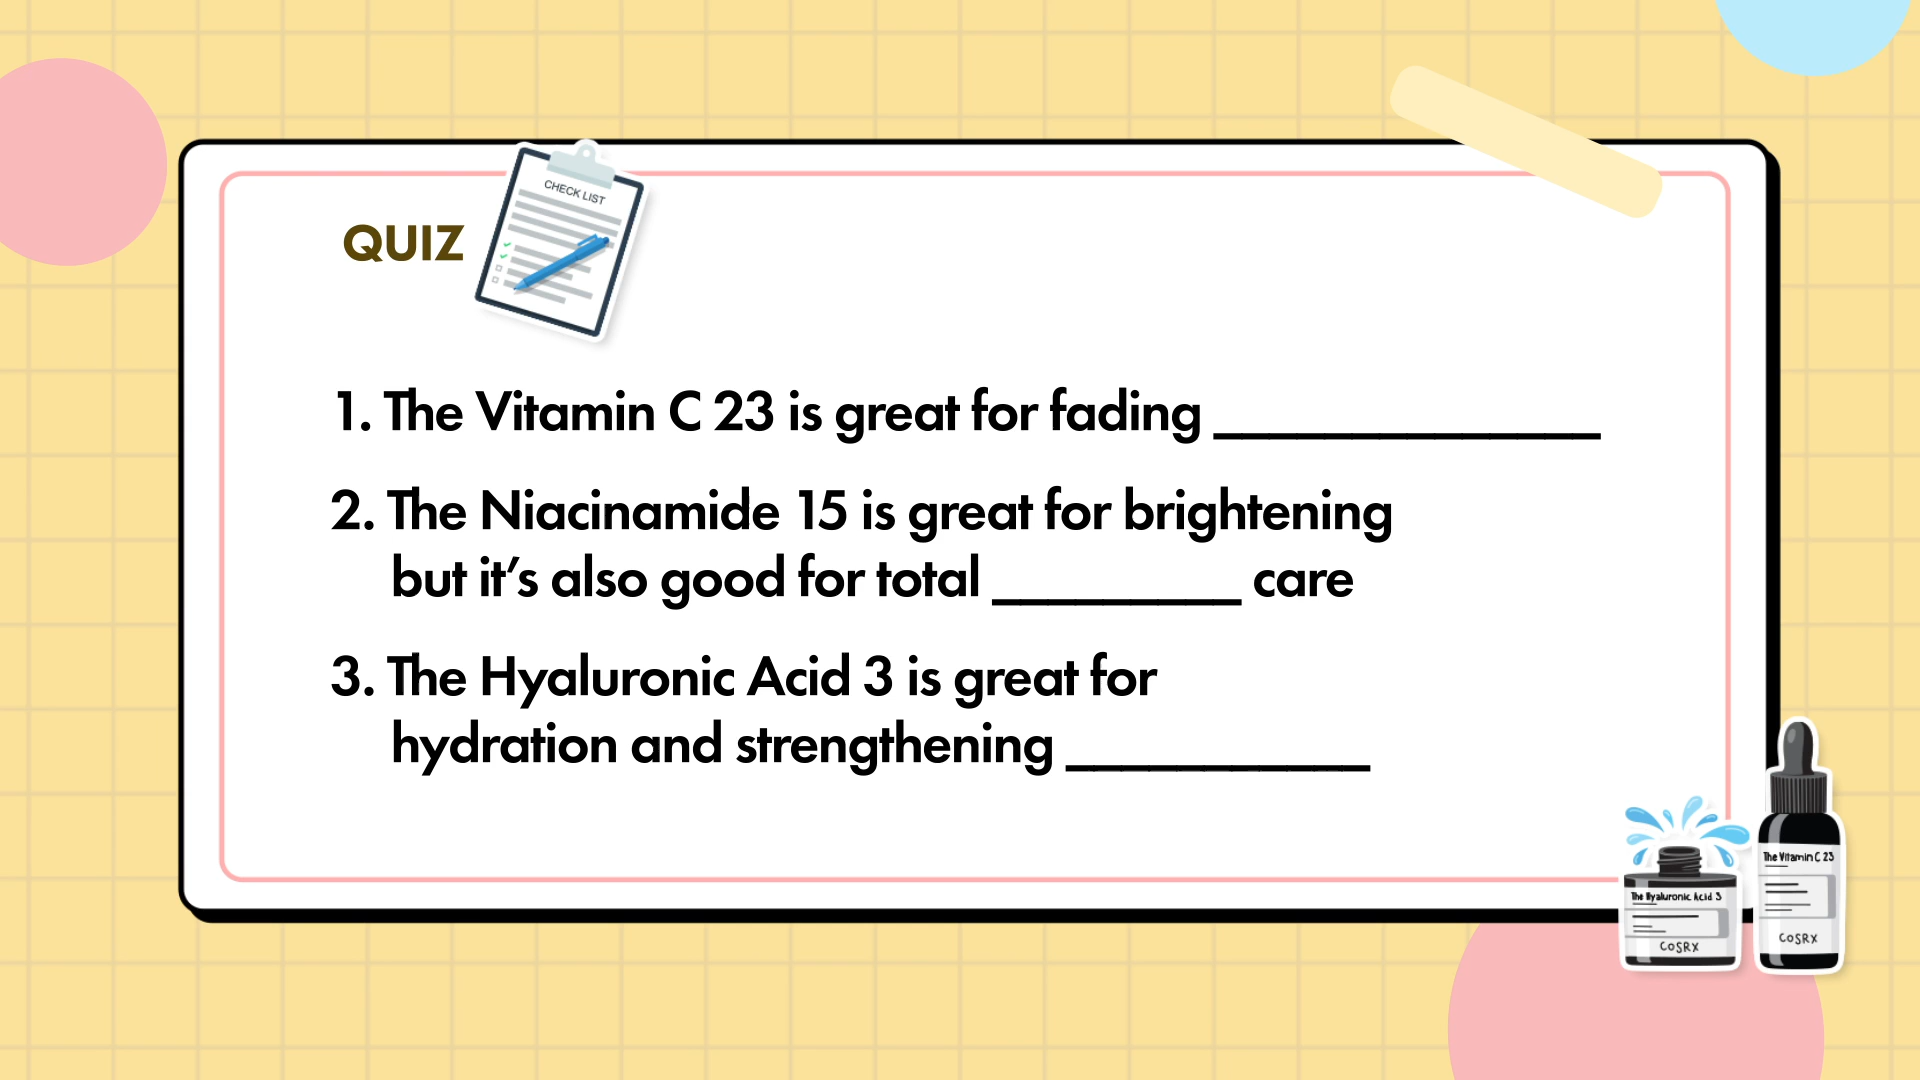 QUIZ
CHECK LIST
1. The Vitamin C 23 is great for fading ______________
2. The Niacinamide 15 is great for brightening
but it’s also good for total _________ care
3. The Hyaluronic Acid 3 is great for
hydration and strengthening ___________
The Vitamin C 23
The Hyaluronic Acid 3
COSRX
COSRX